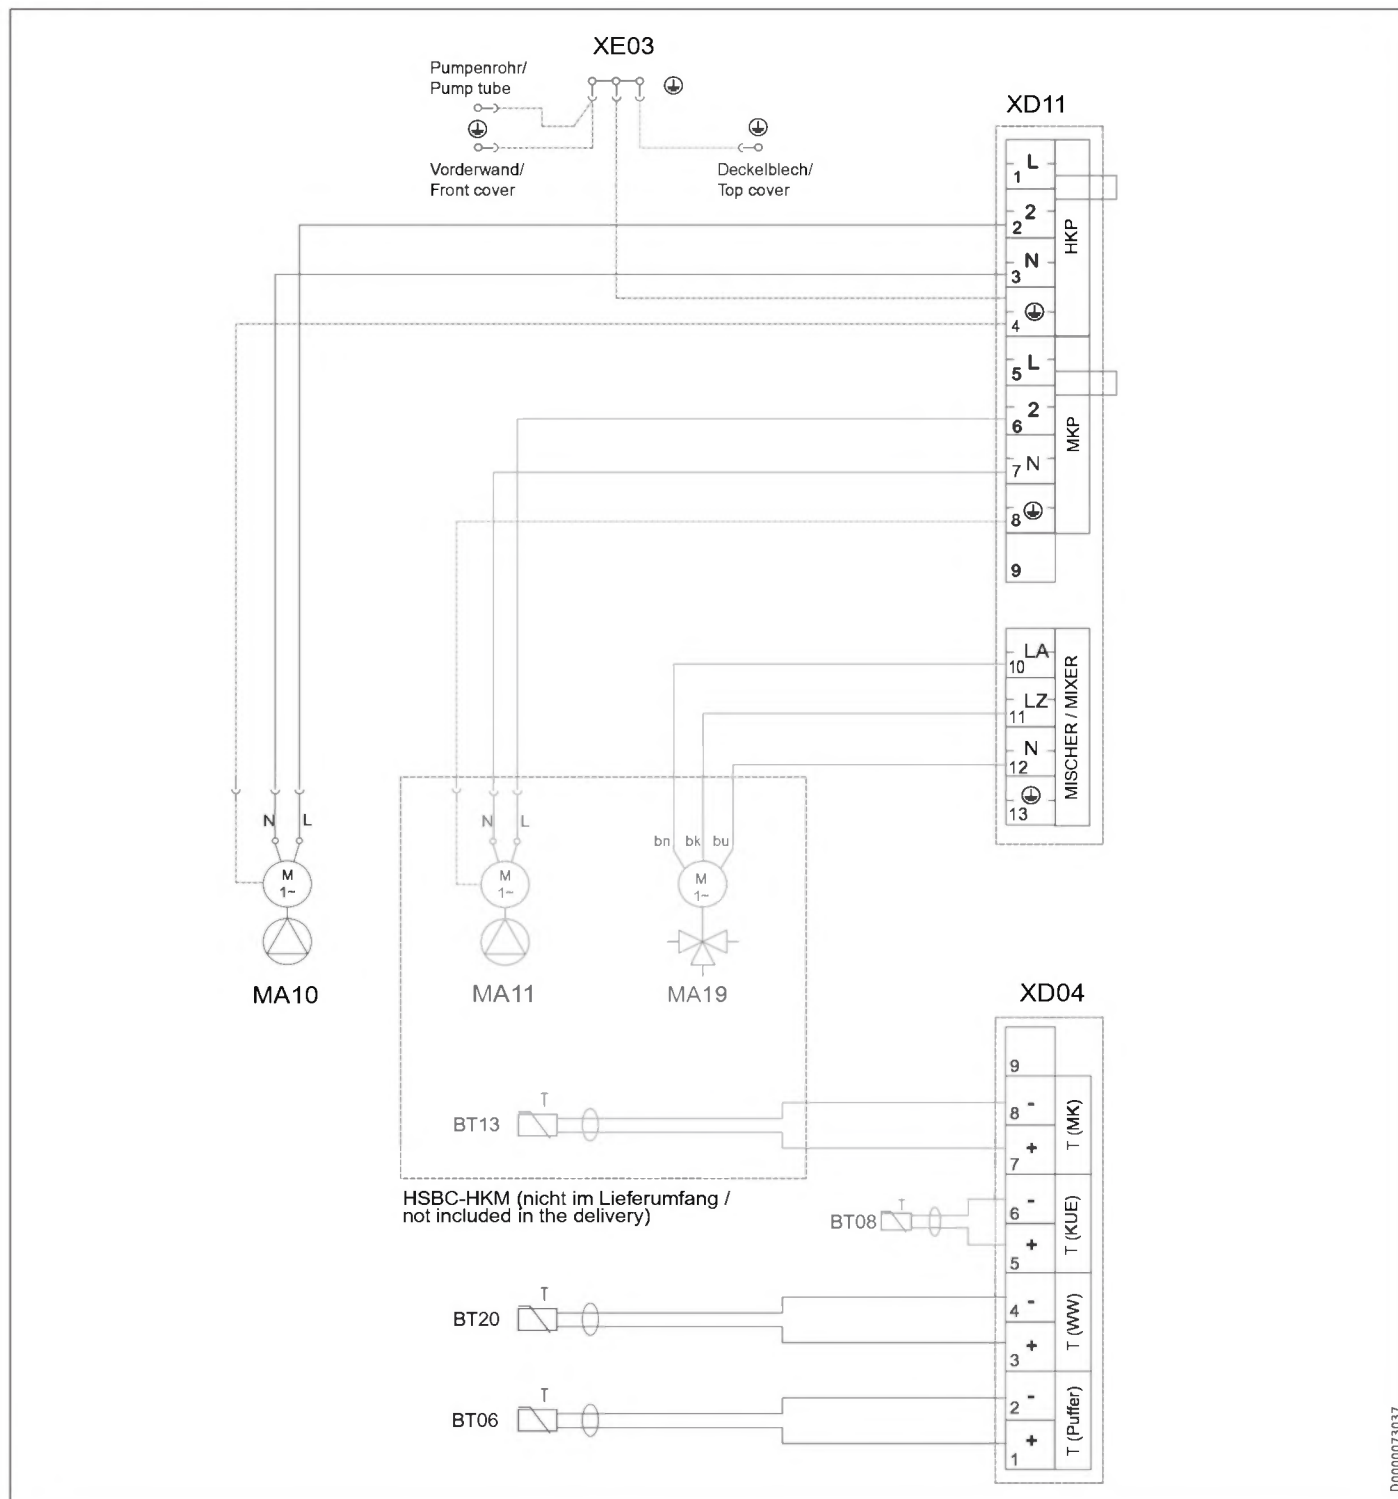 XE03
Pumpenrohr/
Pump tube
Vorderwand/
Front cover
Deckelblech/
Top cover
XD11
L
1
2
2
N
3
4
HKP
L
5
2
6
N
7
8
MKP
9
LA
10
LZ
11
N
12
13
MISCHER / MIXER
N L
M
1~
MA10
N L
M
1~
MA11
bn bk bu
M
1~
MA19
XD04
9
8 -
+
7
T (MK)
6 -
+
5
T (KUE)
4 -
+
3
T (WW)
2 -
+
1
T (Puffer)
T
BT13
HSBC-HKM (nicht im Lieferumfang /
not included in the delivery)
T
BT08
T
BT20
T
BT06
D0000073037